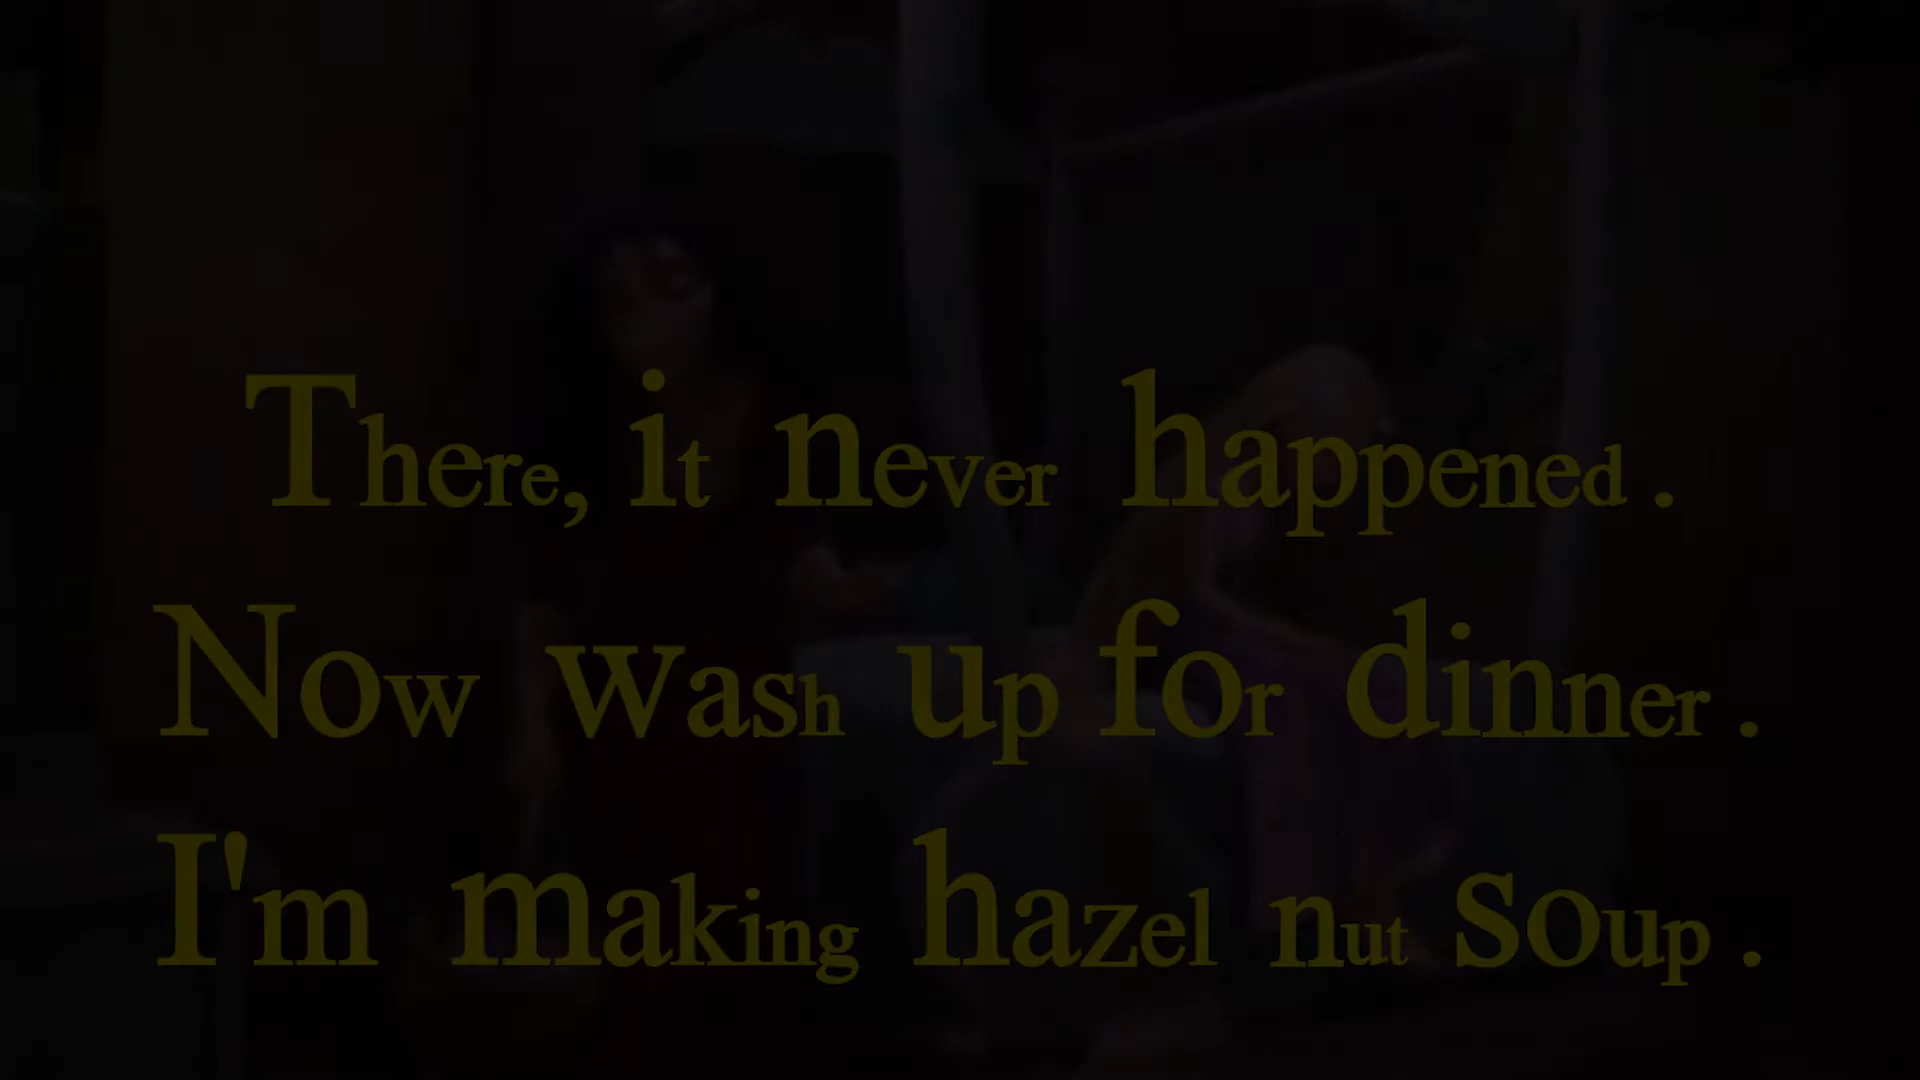 There, it never happened.
Now wash up for dinner.
I'm making hazel nut soup.